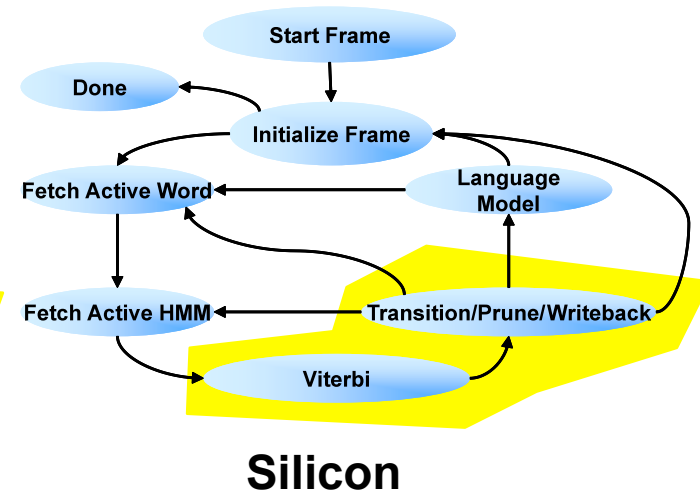 Start Frame
Done
Initialize Frame
Fetch Active Word
Language
Model
Fetch Active HMM
Transition/Prune/Writeback
Viterbi
Silicon